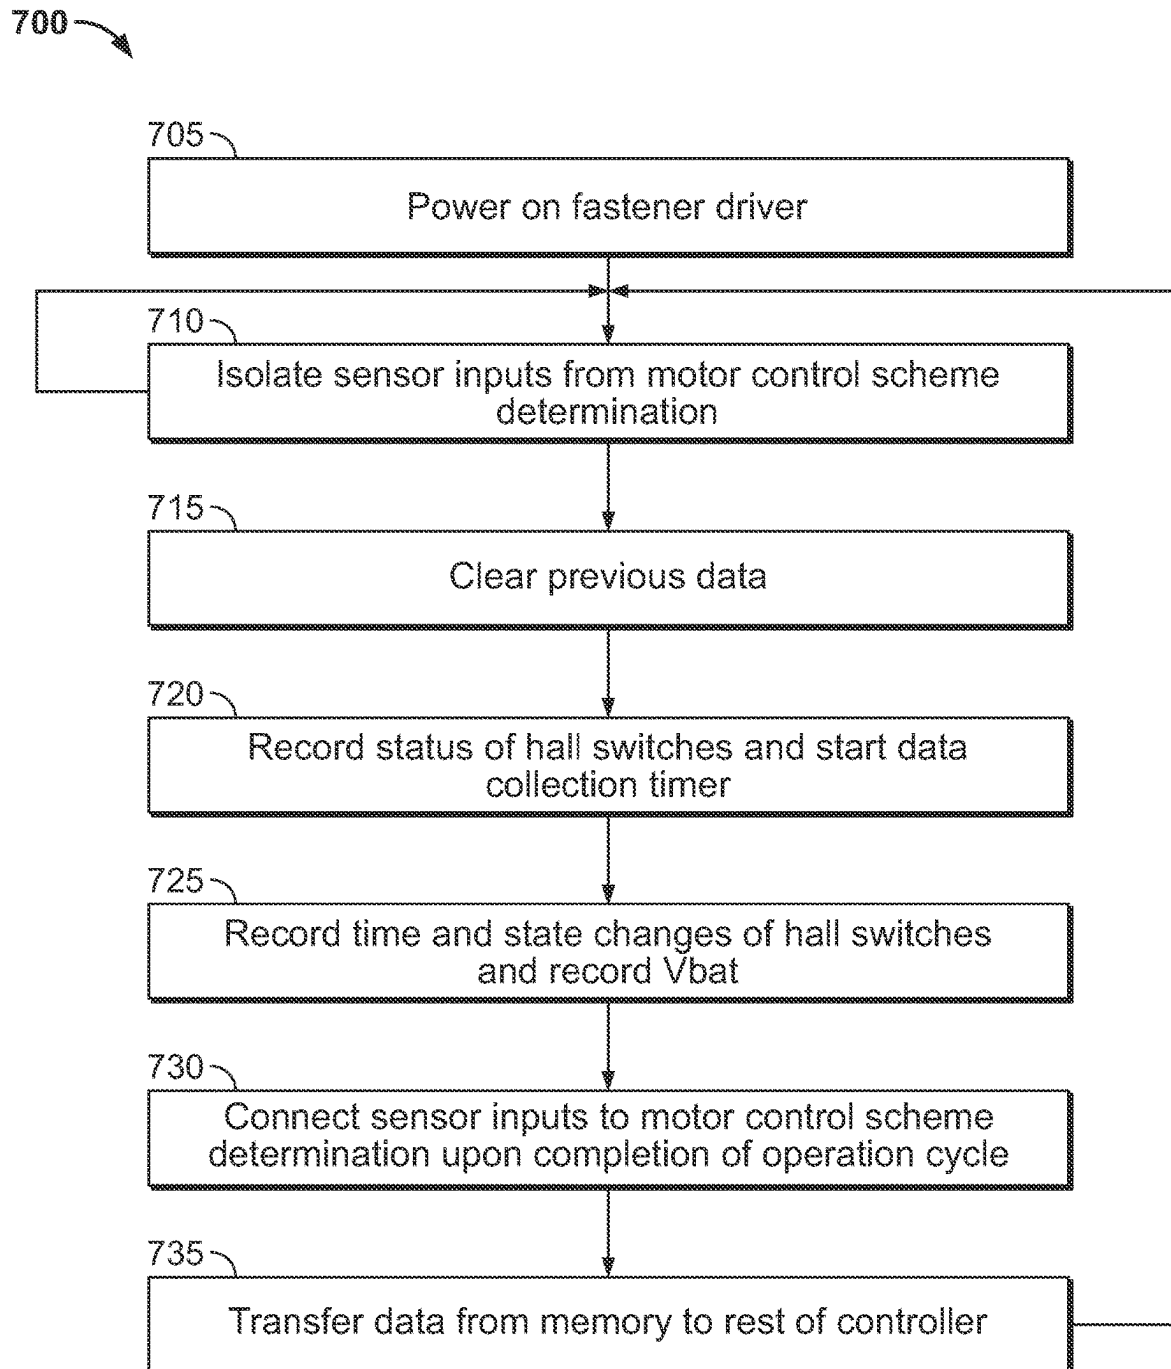 700
705
Power on fastener driver
710
Isolate sensor inputs from motor control scheme
determination
715
Clear previous data
720
Record status of hall switches and start data
collection timer
725
Record time and state changes of hall switches
and record Vbat
730
Connect sensor inputs to motor control scheme
determination upon completion of operation cycle
735
Transfer data from memory to rest of controller